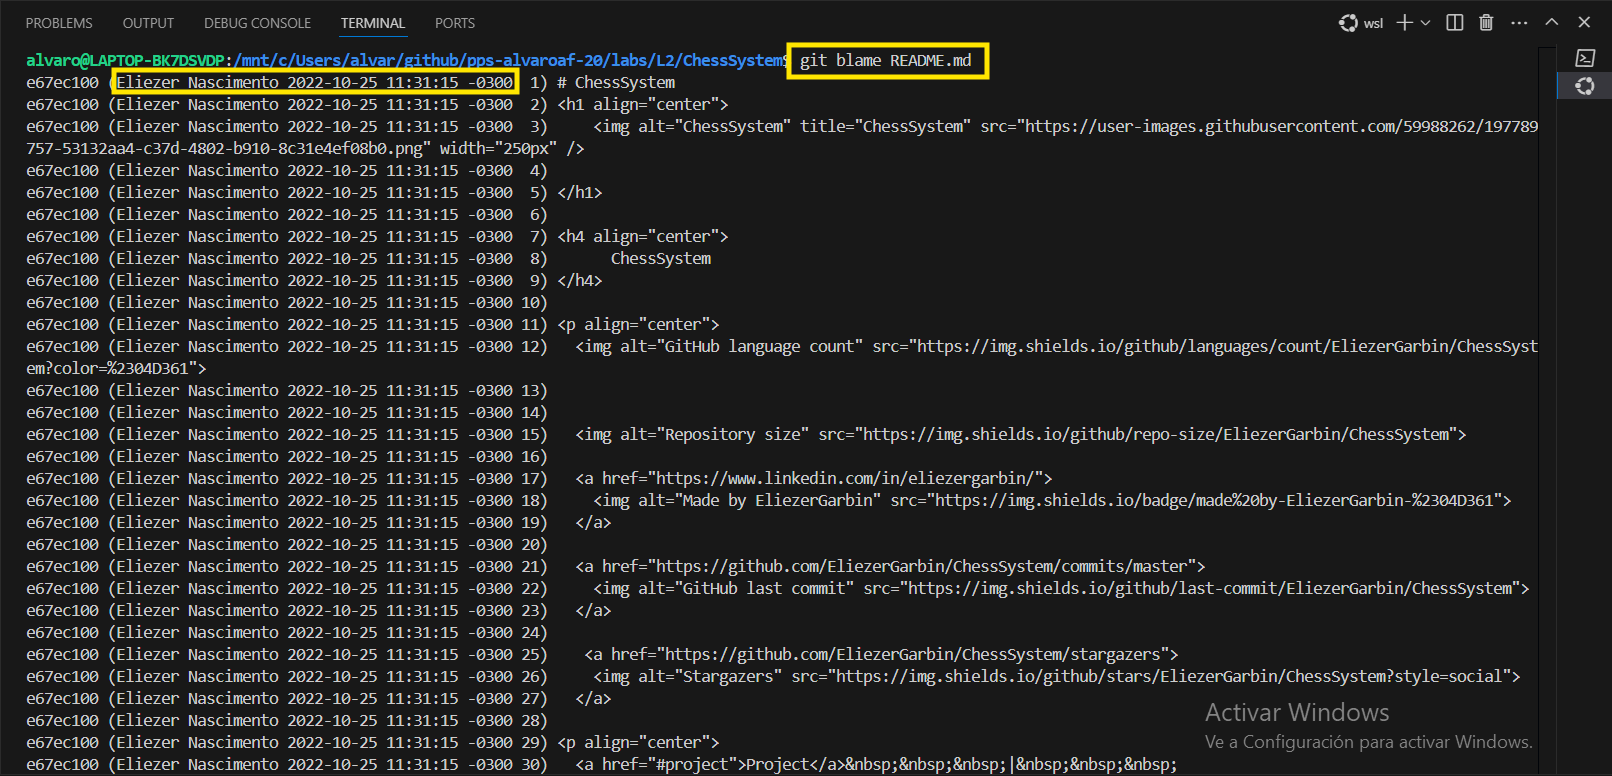 PROBLEMS OUTPUT DEBUG CONSOLE TERMINAL PORTS wsl
alvaro@LAPTOP-BK7DSVDP:/mnt/c/Users/alvar/github/pps-alvaroaf-20/labs/L2/ChessSystem$ git blame README.md
e67ec100 (Eliezer Nascimento 2022-10-25 11:31:15 -0300  1) # ChessSystem
e67ec100 (Eliezer Nascimento 2022-10-25 11:31:15 -0300  2) <h1 align="center">
e67ec100 (Eliezer Nascimento 2022-10-25 11:31:15 -0300  3)     <img alt="ChessSystem" title="ChessSystem" src="https://user-images.githubusercontent.com/59988262/197789
757-53132aa4-c37d-4802-b910-8c31e4ef08b0.png" width="250px" />
e67ec100 (Eliezer Nascimento 2022-10-25 11:31:15 -0300  4)
e67ec100 (Eliezer Nascimento 2022-10-25 11:31:15 -0300  5) </h1>
e67ec100 (Eliezer Nascimento 2022-10-25 11:31:15 -0300  6)
e67ec100 (Eliezer Nascimento 2022-10-25 11:31:15 -0300  7) <h4 align="center">
e67ec100 (Eliezer Nascimento 2022-10-25 11:31:15 -0300  8)       ChessSystem
e67ec100 (Eliezer Nascimento 2022-10-25 11:31:15 -0300  9) </h4>
e67ec100 (Eliezer Nascimento 2022-10-25 11:31:15 -0300 10)
e67ec100 (Eliezer Nascimento 2022-10-25 11:31:15 -0300 11) <p align="center">
e67ec100 (Eliezer Nascimento 2022-10-25 11:31:15 -0300 12)   <img alt="GitHub language count" src="https://img.shields.io/github/languages/count/EliezerGarbin/ChessSyst
em?color=%2304D361">
e67ec100 (Eliezer Nascimento 2022-10-25 11:31:15 -0300 13)
e67ec100 (Eliezer Nascimento 2022-10-25 11:31:15 -0300 14)
e67ec100 (Eliezer Nascimento 2022-10-25 11:31:15 -0300 15)   <img alt="Repository size" src="https://img.shields.io/github/repo-size/EliezerGarbin/ChessSystem">
e67ec100 (Eliezer Nascimento 2022-10-25 11:31:15 -0300 16)
e67ec100 (Eliezer Nascimento 2022-10-25 11:31:15 -0300 17)   <a href="https://www.linkedin.com/in/eliezergarbin/">
e67ec100 (Eliezer Nascimento 2022-10-25 11:31:15 -0300 18)     <img alt="Made by EliezerGarbin" src="https://img.shields.io/badge/made%20by-EliezerGarbin-%2304D361">
e67ec100 (Eliezer Nascimento 2022-10-25 11:31:15 -0300 19)   </a>
e67ec100 (Eliezer Nascimento 2022-10-25 11:31:15 -0300 20)
e67ec100 (Eliezer Nascimento 2022-10-25 11:31:15 -0300 21)   <a href="https://github.com/EliezerGarbin/ChessSystem/commits/master">
e67ec100 (Eliezer Nascimento 2022-10-25 11:31:15 -0300 22)     <img alt="GitHub last commit" src="https://img.shields.io/github/last-commit/EliezerGarbin/ChessSystem">
e67ec100 (Eliezer Nascimento 2022-10-25 11:31:15 -0300 23)   </a>
e67ec100 (Eliezer Nascimento 2022-10-25 11:31:15 -0300 24)
e67ec100 (Eliezer Nascimento 2022-10-25 11:31:15 -0300 25)    <a href="https://github.com/EliezerGarbin/ChessSystem/stargazers">
e67ec100 (Eliezer Nascimento 2022-10-25 11:31:15 -0300 26)     <img alt="Stargazers" src="https://img.shields.io/github/stars/EliezerGarbin/ChessSystem?style=social">
e67ec100 (Eliezer Nascimento 2022-10-25 11:31:15 -0300 27)   </a>
e67ec100 (Eliezer Nascimento 2022-10-25 11:31:15 -0300 28)
e67ec100 (Eliezer Nascimento 2022-10-25 11:31:15 -0300 29) <p align="center">
e67ec100 (Eliezer Nascimento 2022-10-25 11:31:15 -0300 30)   <a href="#project">Project</a>&nbsp;&nbsp;&nbsp;|&nbsp;&nbsp;&nbsp;
Activar Windows
Ve a Configuración para activar Windows.